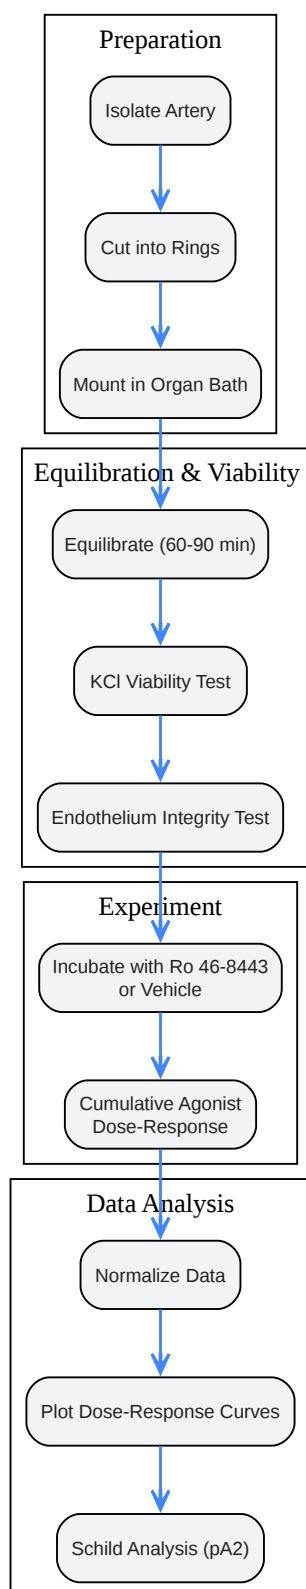 Preparation
Isolate Artery
Cut into Rings
Mount in Organ Bath
Equilibration & Viability
Equilibrate (60-90 min)
KCl Viability Test
Endothelium Integrity Test
Experiment
Incubate with Ro 46-8443
or Vehicle
Cumulative Agonist
Dose-Response
Data Analysis
Normalize Data
Plot Dose-Response Curves
Schild Analysis (pA2)